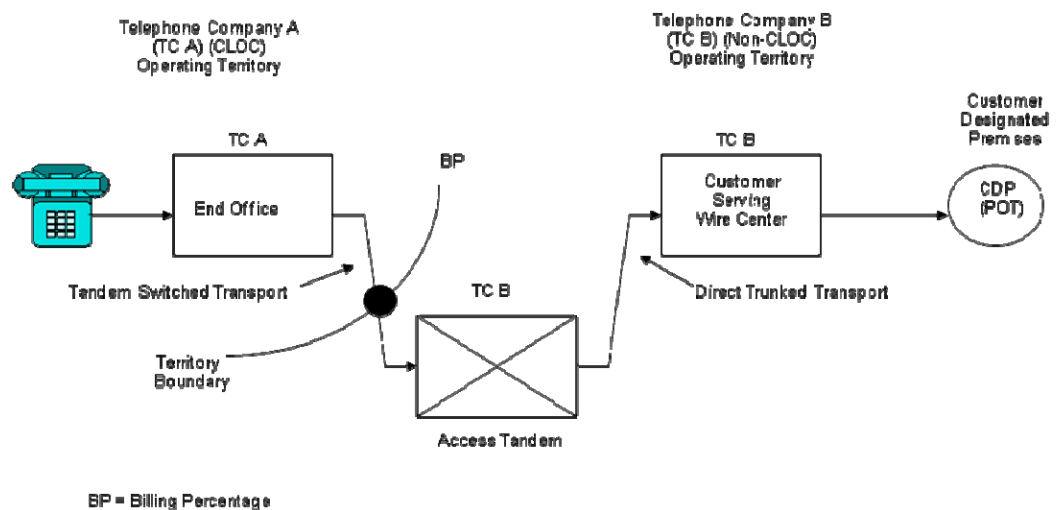 Telephone Company A
(TC A) (CLOC)
Operating Territory
Telephone Company B
(TC B) (Non-CLOC)
Operating Territory
Customer
Designated
Premises
TC A
BP
TC B
End Office
Customer
Serving
Wire Center
CDP
(POT)
Tandem Switched Transport
TC B
Direct Trunked Transport
Territory
Boundary
Access Tandem
BP = Billing Percentage